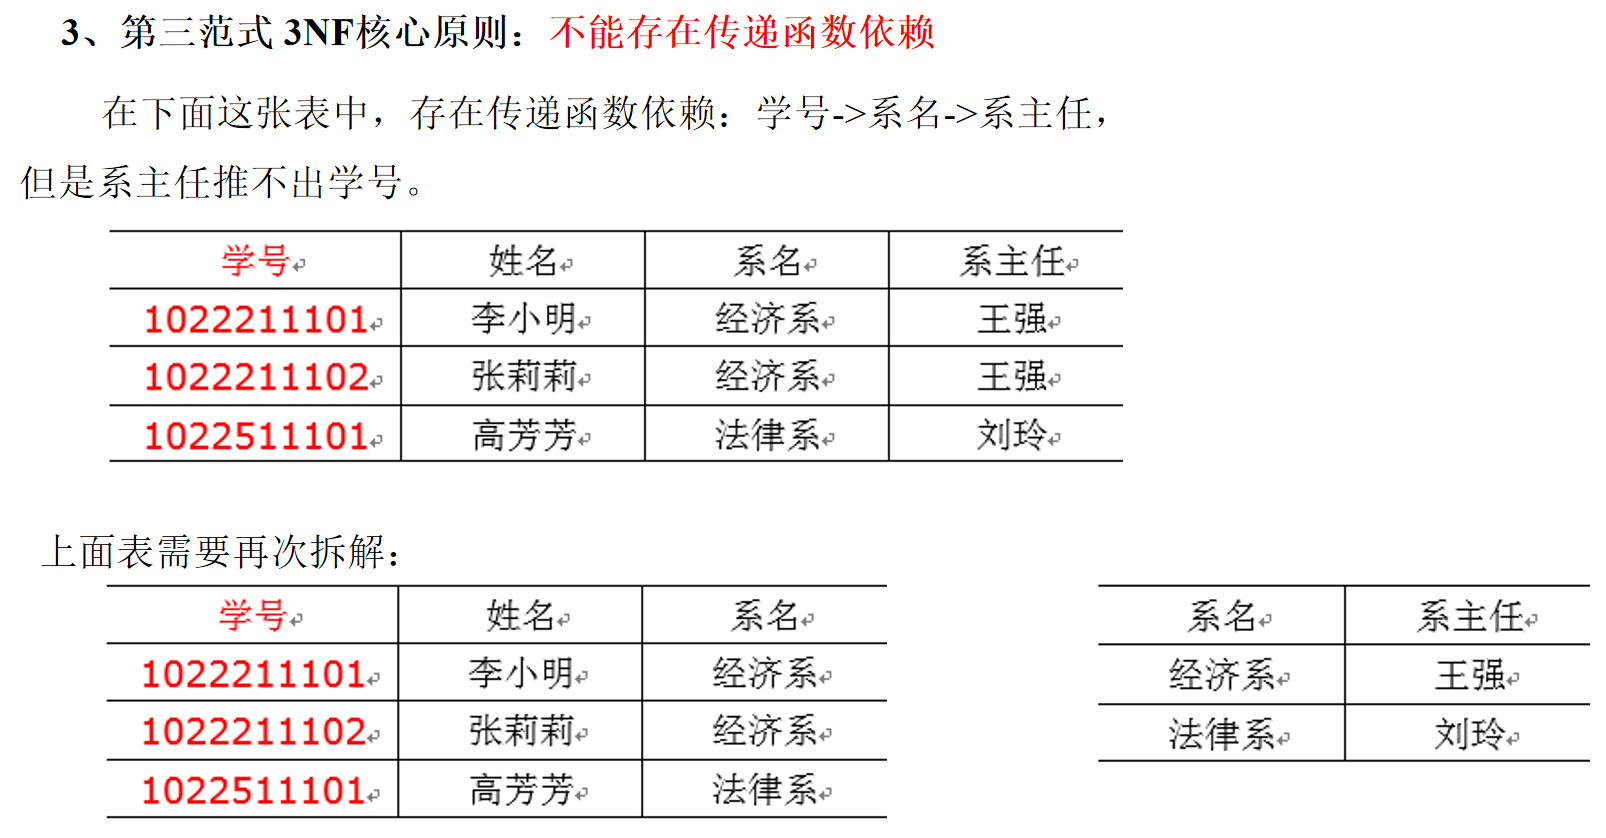 3、第三范式 3NF核心原则：不能存在传递函数依赖
在下面这张表中，存在传递函数依赖：学号->系名->系主任，
但是系主任推不出学号。
学号 姓名 系名 系主任
1022211101 李小明 经济系 王强
1022211102 张莉莉 经济系 王强
1022511101 高芳芳 法律系 刘玲
上面表需要再次拆解：
学号 姓名 系名
1022211101 李小明 经济系
1022211102 张莉莉 经济系
1022511101 高芳芳 法律系
系名 系主任
经济系 王强
法律系 刘玲